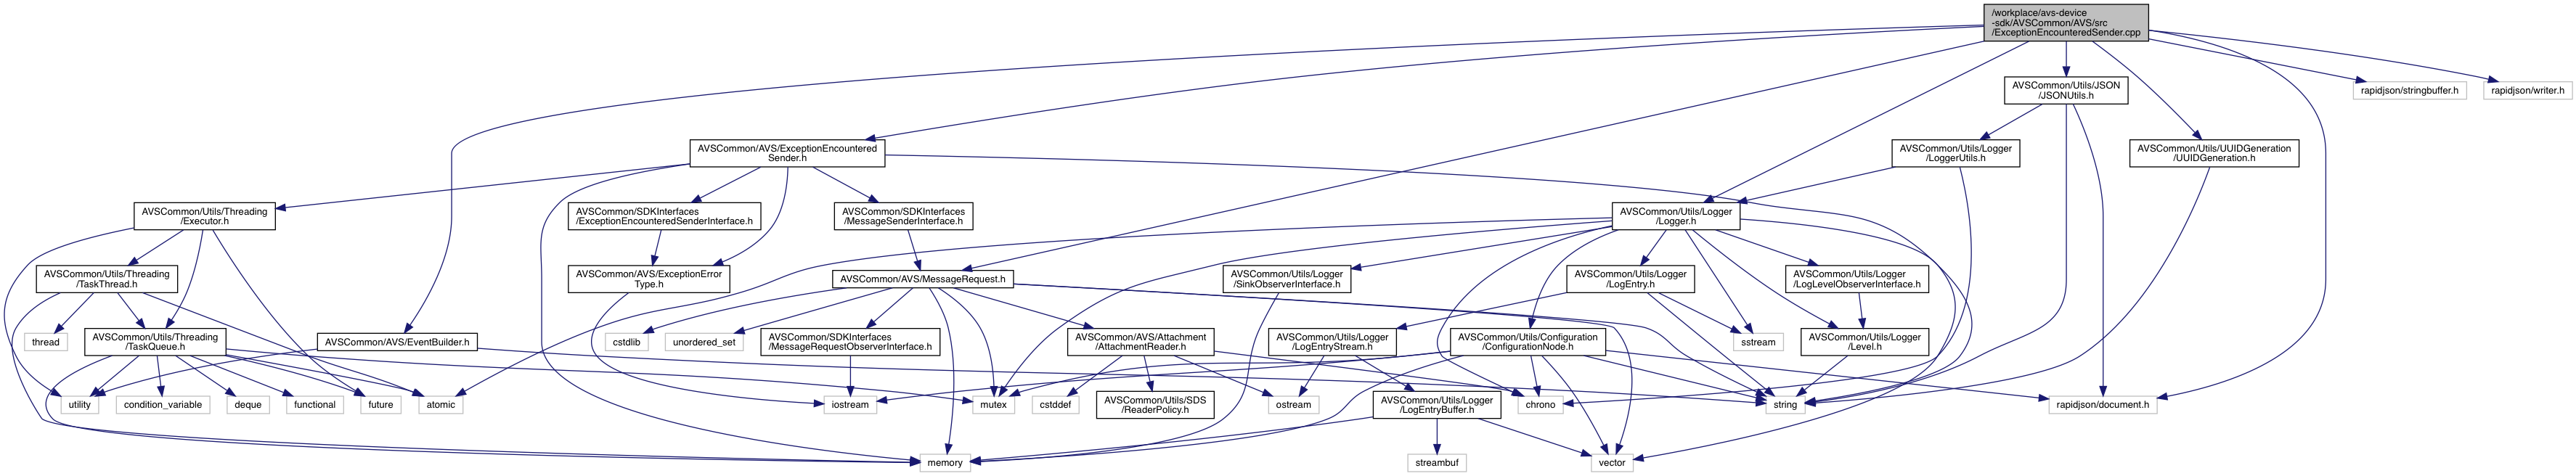 /workplace/avs-device
-sdk/AVSCommon/AVS/src
/ExceptionEncounteredSender.cpp
AVSCommon/Utils/JSON
/JSONUtils.h
rapidjson/stringbuffer.h
rapidjson/writer.h
AVSCommon/AVS/ExceptionEncountered
Sender.h
AVSCommon/Utils/Logger
/LoggerUtils.h
AVSCommon/Utils/UUIDGeneration
/UUIDGeneration.h
AVSCommon/Utils/Threading
/Executor.h
AVSCommon/SDKInterfaces
/ExceptionEncounteredSenderInterface.h
AVSCommon/SDKInterfaces
/MessageSenderInterface.h
AVSCommon/Utils/Logger
/Logger.h
AVSCommon/Utils/Threading
/TaskThread.h
AVSCommon/AVS/ExceptionError
Type.h
AVSCommon/AVS/MessageRequest.h
AVSCommon/Utils/Logger
/SinkObserverInterface.h
AVSCommon/Utils/Logger
/LogEntry.h
AVSCommon/Utils/Logger
/LogLevelObserverInterface.h
thread
AVSCommon/Utils/Threading
/TaskQueue.h
AVSCommon/AVS/EventBuilder.h
cstdlib
unordered_set
AVSCommon/SDKInterfaces
/MessageRequestObserverInterface.h
AVSCommon/AVS/Attachment
/AttachmentReader.h
AVSCommon/Utils/Logger
/LogEntryStream.h
AVSCommon/Utils/Configuration
/ConfigurationNode.h
sstream
AVSCommon/Utils/Logger
/Level.h
utility
condition_variable
deque
functional
future
atomic
iostream
mutex
cstddef
AVSCommon/Utils/SDS
/ReaderPolicy.h
ostream
AVSCommon/Utils/Logger
/LogEntryBuffer.h
chrono
string
rapidjson/document.h
memory
streambuf
vector